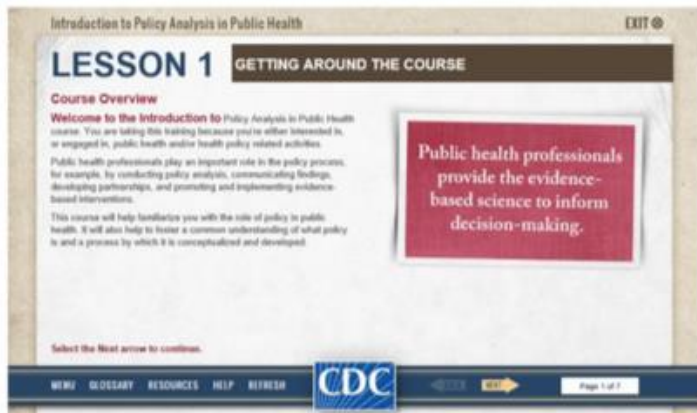 Introduction to Policy Analysis in Public Health
EXIT
LESSON 1
GETTING AROUND THE COURSE
Course Overview
Welcome to the Introduction to Policy Analysis in Public Health
course. You are taking this training because you're either interested in,
or engaged in, public health and/or health policy related activities.
Public health professionals play an important role in the policy process,
for example, by conducting policy analysis, communicating findings,
developing partnerships, and promoting and implementing evidence-
based interventions.
This course will help familiarize you with the role of policy in public
health. It will also help to foster a common understanding of what policy
is and a process by which it is conceptualized and developed.
Public health professionals
provide the evidence-
based science to inform
decision-making.
Select the Next arrow to continue.
MENU GLOSSARY RESOURCES HELP REFRESH
CDC
NEXT
Page 1 of 7